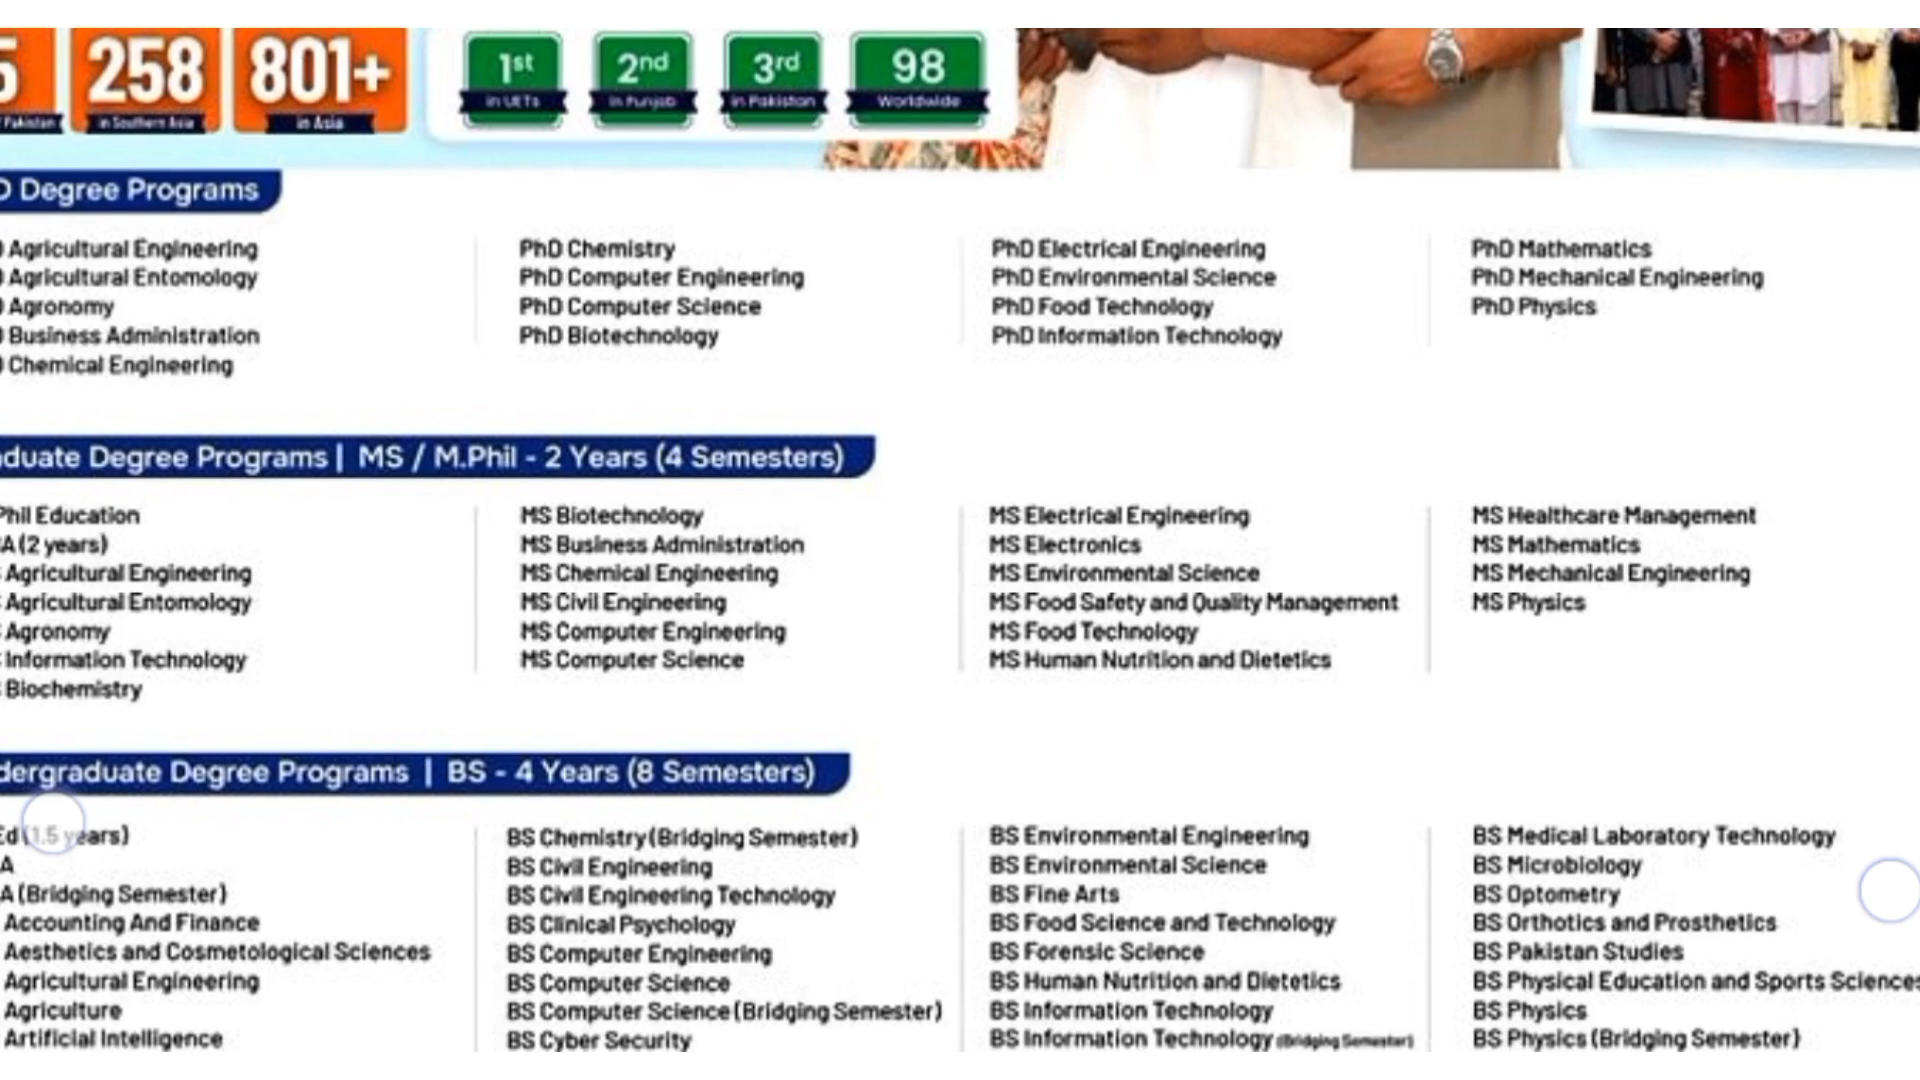 5 258 801+
1st 2nd 3rd 98
Pakistan in Southern Asia in Asia
in UETs in Punjab in Pakistan Worldwide
D Degree Programs
Agricultural Engineering
Agricultural Entomology
Agronomy
Business Administration
Chemical Engineering
PhD Chemistry
PhD Computer Engineering
PhD Computer Science
PhD Biotechnology
PhD Electrical Engineering
PhD Environmental Science
PhD Food Technology
PhD Information Technology
PhD Mathematics
PhD Mechanical Engineering
PhD Physics
duate Degree Programs | MS / M.Phil - 2 Years (4 Semesters)
Phil Education
A (2 years)
Agricultural Engineering
Agricultural Entomology
Agronomy
Information Technology
Biochemistry
MS Biotechnology
MS Business Administration
MS Chemical Engineering
MS Civil Engineering
MS Computer Engineering
MS Computer Science
MS Electrical Engineering
MS Electronics
MS Environmental Science
MS Food Safety and Quality Management
MS Food Technology
MS Human Nutrition and Dietetics
MS Healthcare Management
MS Mathematics
MS Mechanical Engineering
MS Physics
dergraduate Degree Programs | BS - 4 Years (8 Semesters)
Ed (1.5 years)
A
A (Bridging Semester)
Accounting And Finance
Aesthetics and Cosmetological Sciences
Agricultural Engineering
Agriculture
Artificial Intelligence
BS Chemistry (Bridging Semester)
BS Civil Engineering
BS Civil Engineering Technology
BS Clinical Psychology
BS Computer Engineering
BS Computer Science
BS Computer Science (Bridging Semester)
BS Cyber Security
BS Environmental Engineering
BS Environmental Science
BS Fine Arts
BS Food Science and Technology
BS Forensic Science
BS Human Nutrition and Dietetics
BS Information Technology
BS Information Technology (Bridging Semester)
BS Medical Laboratory Technology
BS Microbiology
BS Optometry
BS Orthotics and Prosthetics
BS Pakistan Studies
BS Physical Education and Sports Sciences
BS Physics
BS Physics (Bridging Semester)